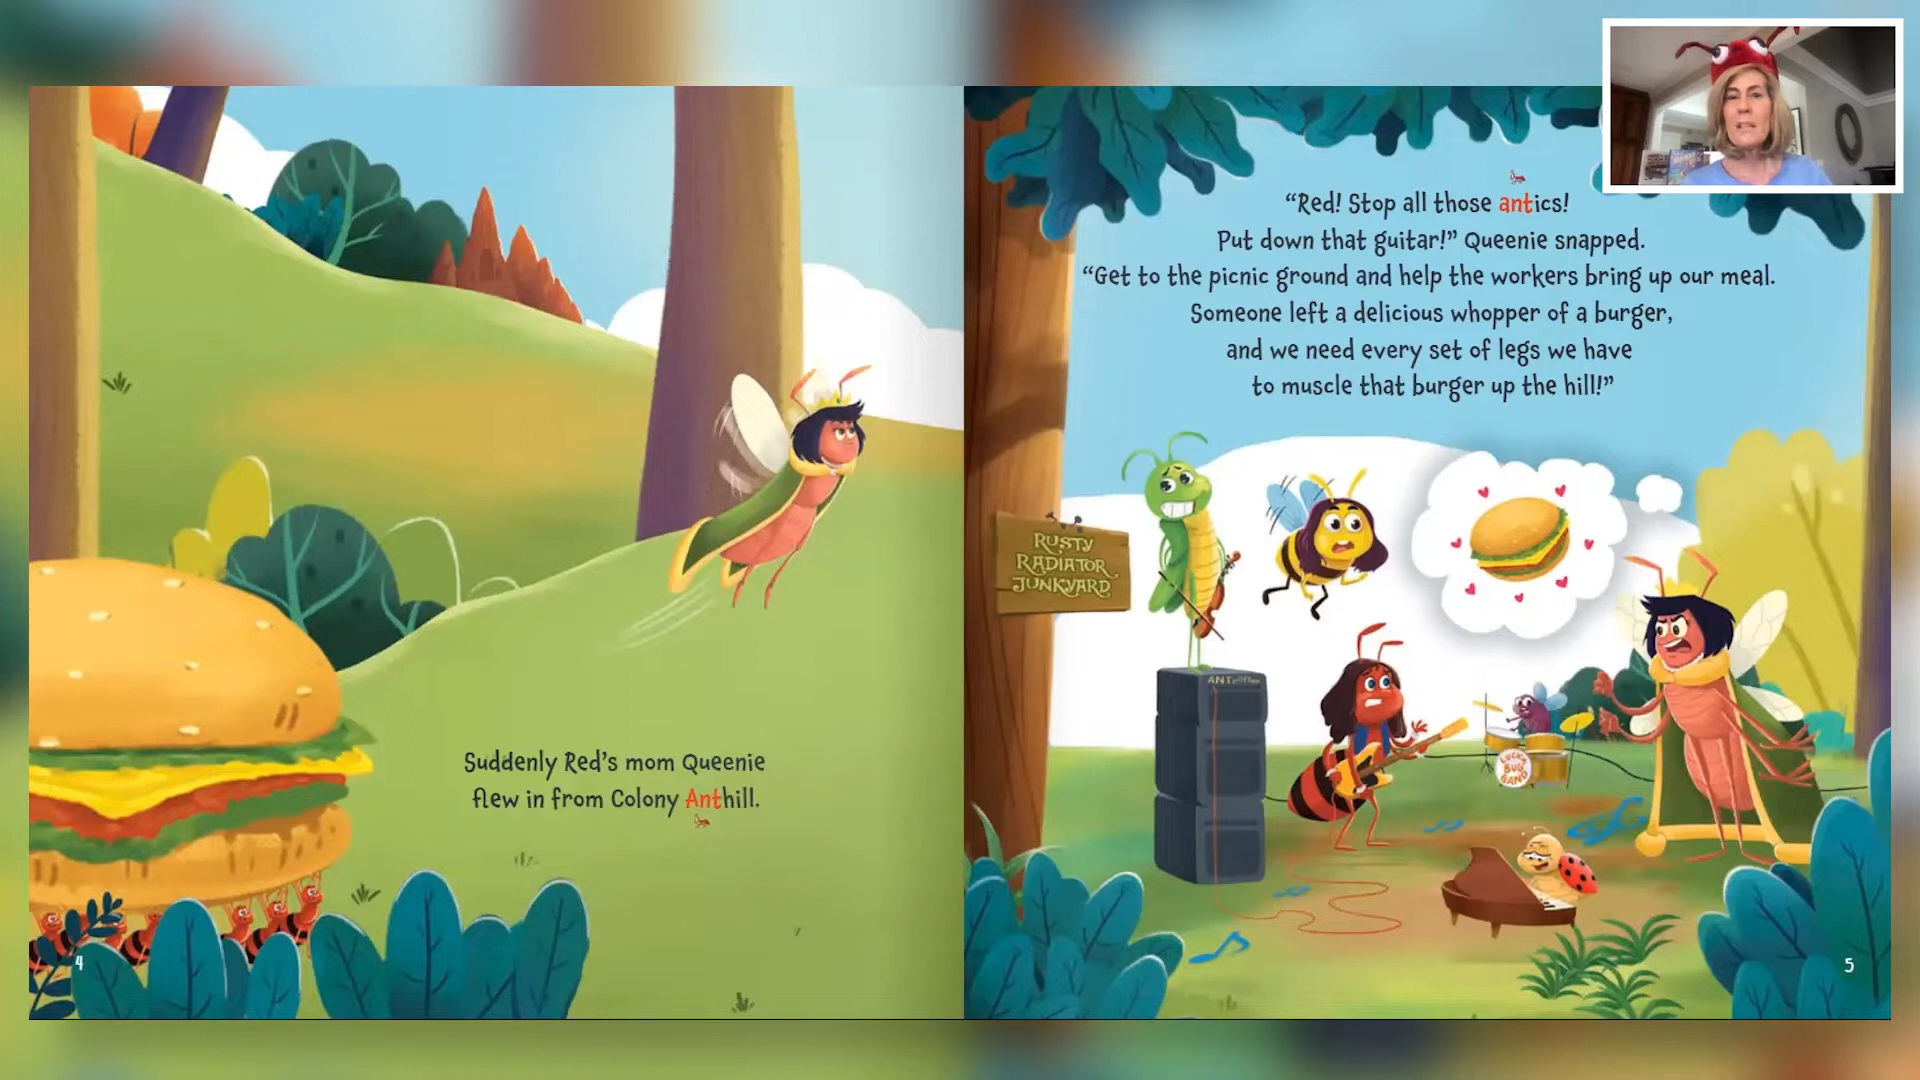 Suddenly Red's mom Queenie
flew in from Colony Anthill.
4
“Red! Stop all those antics!
Put down that guitar!” Queenie snapped.
“Get to the picnic ground and help the workers bring up our meal.
Someone left a delicious whopper of a burger,
and we need every set of legs we have
to muscle that burger up the hill!”
RUSTY
RADIATOR
JUNKYARD
LUCKY
BUG
BAND
5